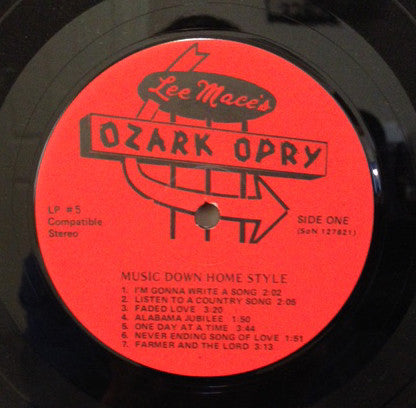 Lee Mace's
OZARK OPRY
LP #5
Compatible
Stereo
SIDE ONE
(SoN 127821)
MUSIC DOWN HOME STYLE
1. I'M GONNA WRITE A SONG 2:02
2. LISTEN TO A COUNTRY SONG 2:05
3. FADED LOVE 3:20
4. ALABAMA JUBILEE 1:50
5. ONE DAY AT A TIME 3:44
6. NEVER ENDING SONG OF LOVE 1:51
7. FARMER AND THE LORD 3:13